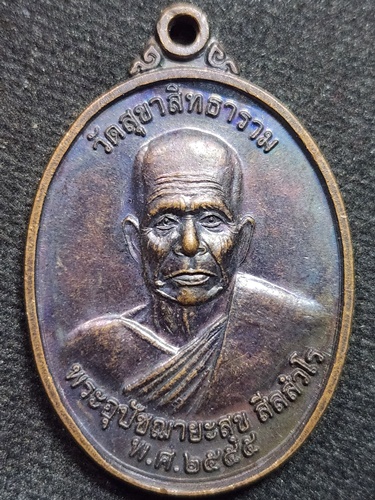 วัดสุขาสิทธาราม
พระอุปัชฌายะสุข สีลสํวโร
พ.ศ.๒๕๕๕